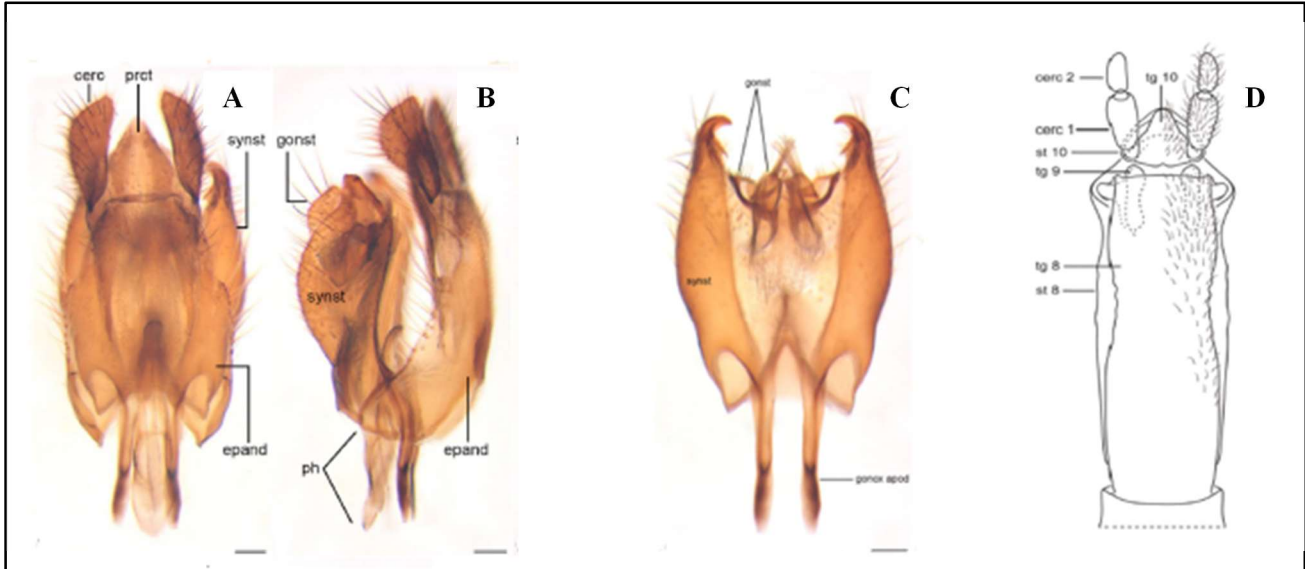 cerc prct
A
synst
epand
B
gonst
synst
ph
epand
gonst
C
synst
gonox apod
D
cerc 2
tg 10
cerc 1
st 10
tg 9
tg 8
st 8